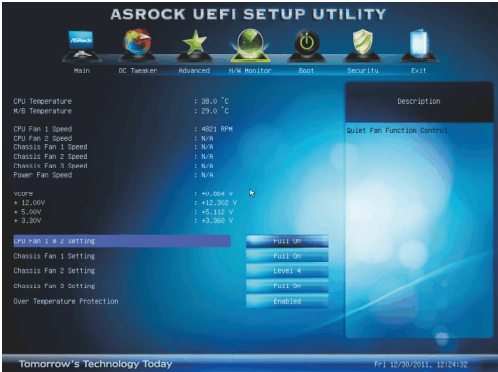 ASROCK UEFI SETUP UTILITY
ASRock
Main OC Tweaker Advanced H/W Monitor Boot Security Exit
CPU Temperature : 38.0 °C
M/B Temperature : 29.0 °C
CPU Fan 1 Speed : 4821 RPM
CPU Fan 2 Speed : N/A
Chassis Fan 1 Speed : N/A
Chassis Fan 2 Speed : N/A
Chassis Fan 3 Speed : N/A
Power Fan Speed : N/A
Vcore : +0.864 V
+ 12.00V : +12.302 V
+ 5.00V : +5.112 V
+ 3.30V : +3.360 V
CPU Fan 1 & 2 Setting Full On
Chassis Fan 1 Setting Full On
Chassis Fan 2 Setting Level 4
Chassis Fan 3 Setting Full On
Over Temperature Protection Enabled
Description
Quiet Fan Function Control
Tomorrow's Technology Today Fri 12/30/2011, 12:24:32